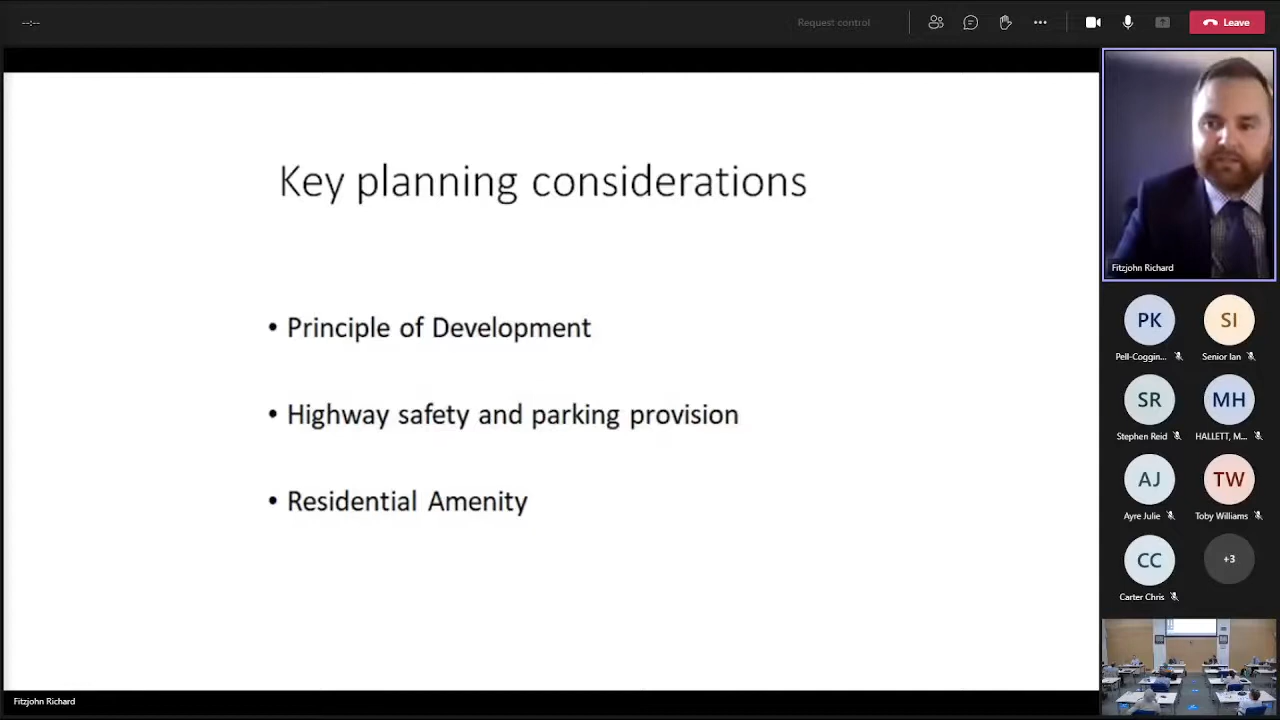 --:--
Request control
Leave
Key planning considerations
• Principle of Development
• Highway safety and parking provision
• Residential Amenity
Fitzjohn Richard
PK
SI
Pell-Coggin...
Senior Ian
SR
MH
Stephen Reid
HALLETT, M...
AJ
TW
Ayre Julie
Toby Williams
CC
+3
Carter Chris
Fitzjohn Richard